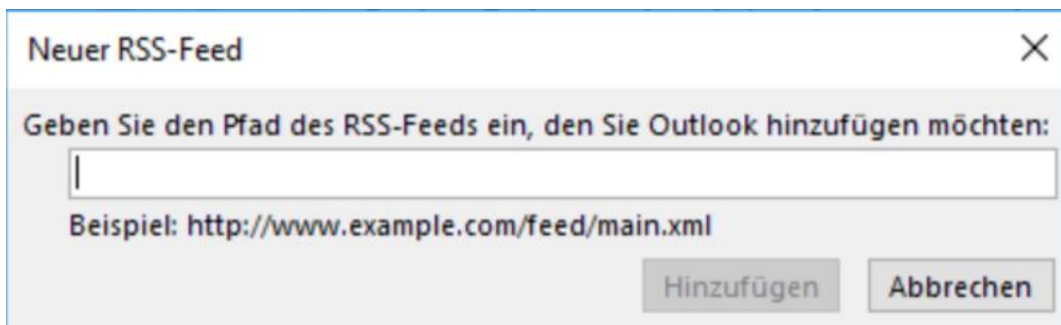 Neuer RSS-Feed
Geben Sie den Pfad des RSS-Feeds ein, den Sie Outlook hinzufügen möchten:
Beispiel: http://www.example.com/feed/main.xml
Hinzufügen Abbrechen